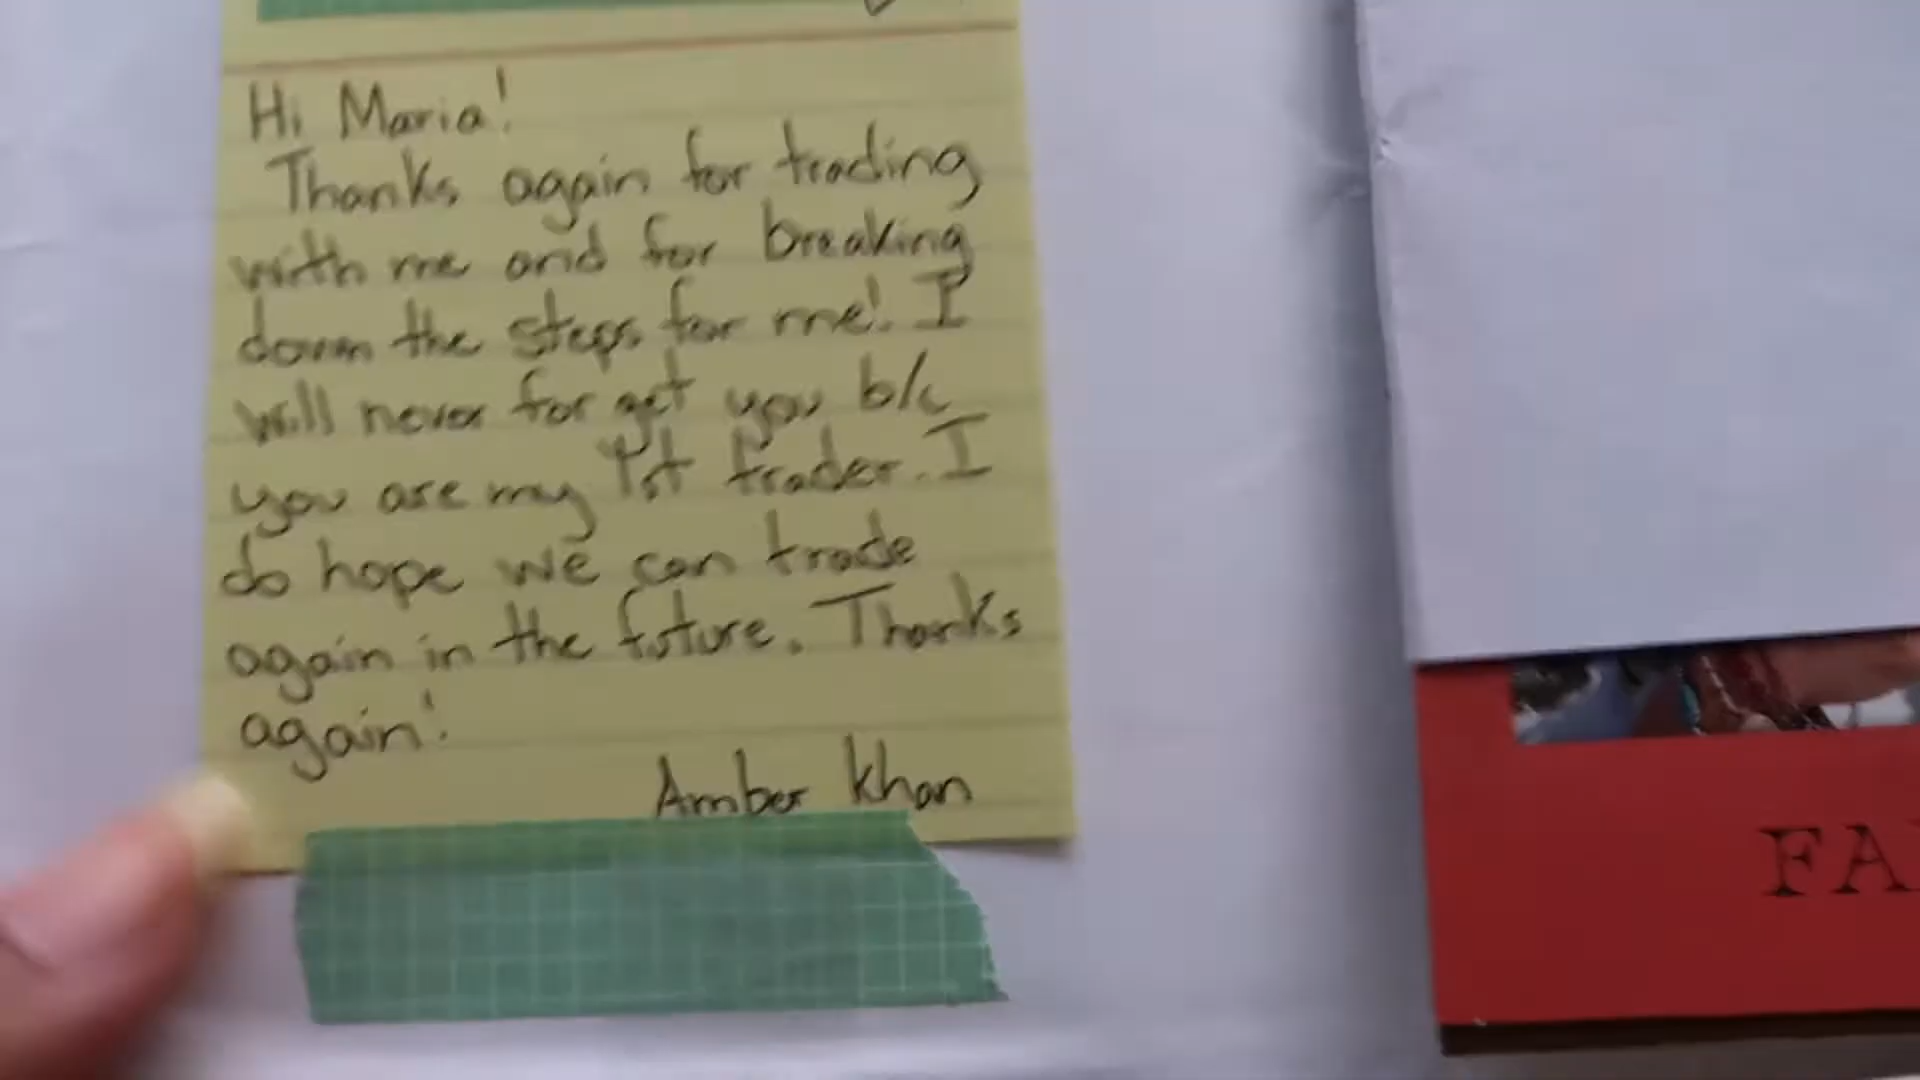 Hi Maria!
Thanks again for trading
with me and for breaking
down the steps for me! I
will never forget you b/c
you are my 1st trader. I
do hope we can trade
again in the future. Thanks
again!
Amber Khan
FA